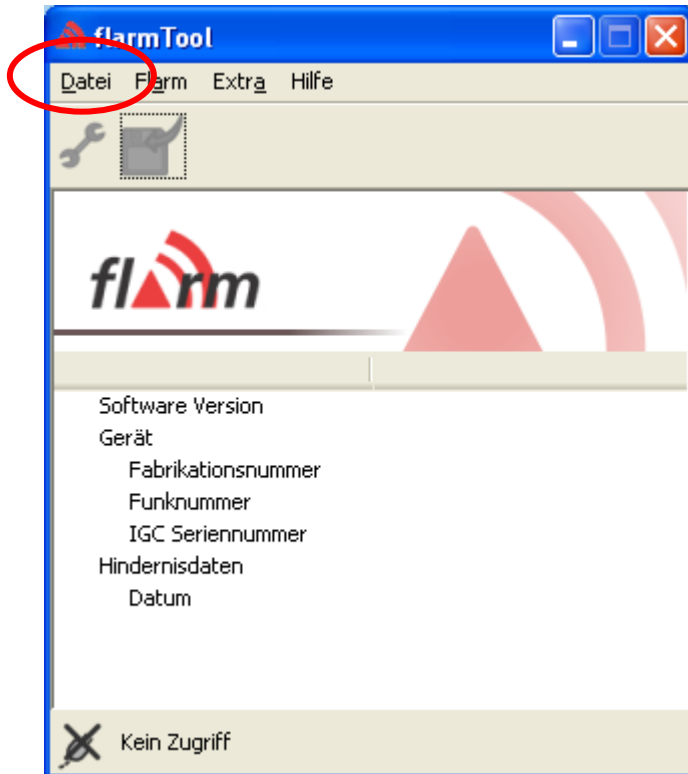 flarmTool
Datei Flarm Extra Hilfe
flarm
Software Version
Gerät
Fabrikationsnummer
Funknummer
IGC Seriennummer
Hindernisdaten
Datum
Kein Zugriff